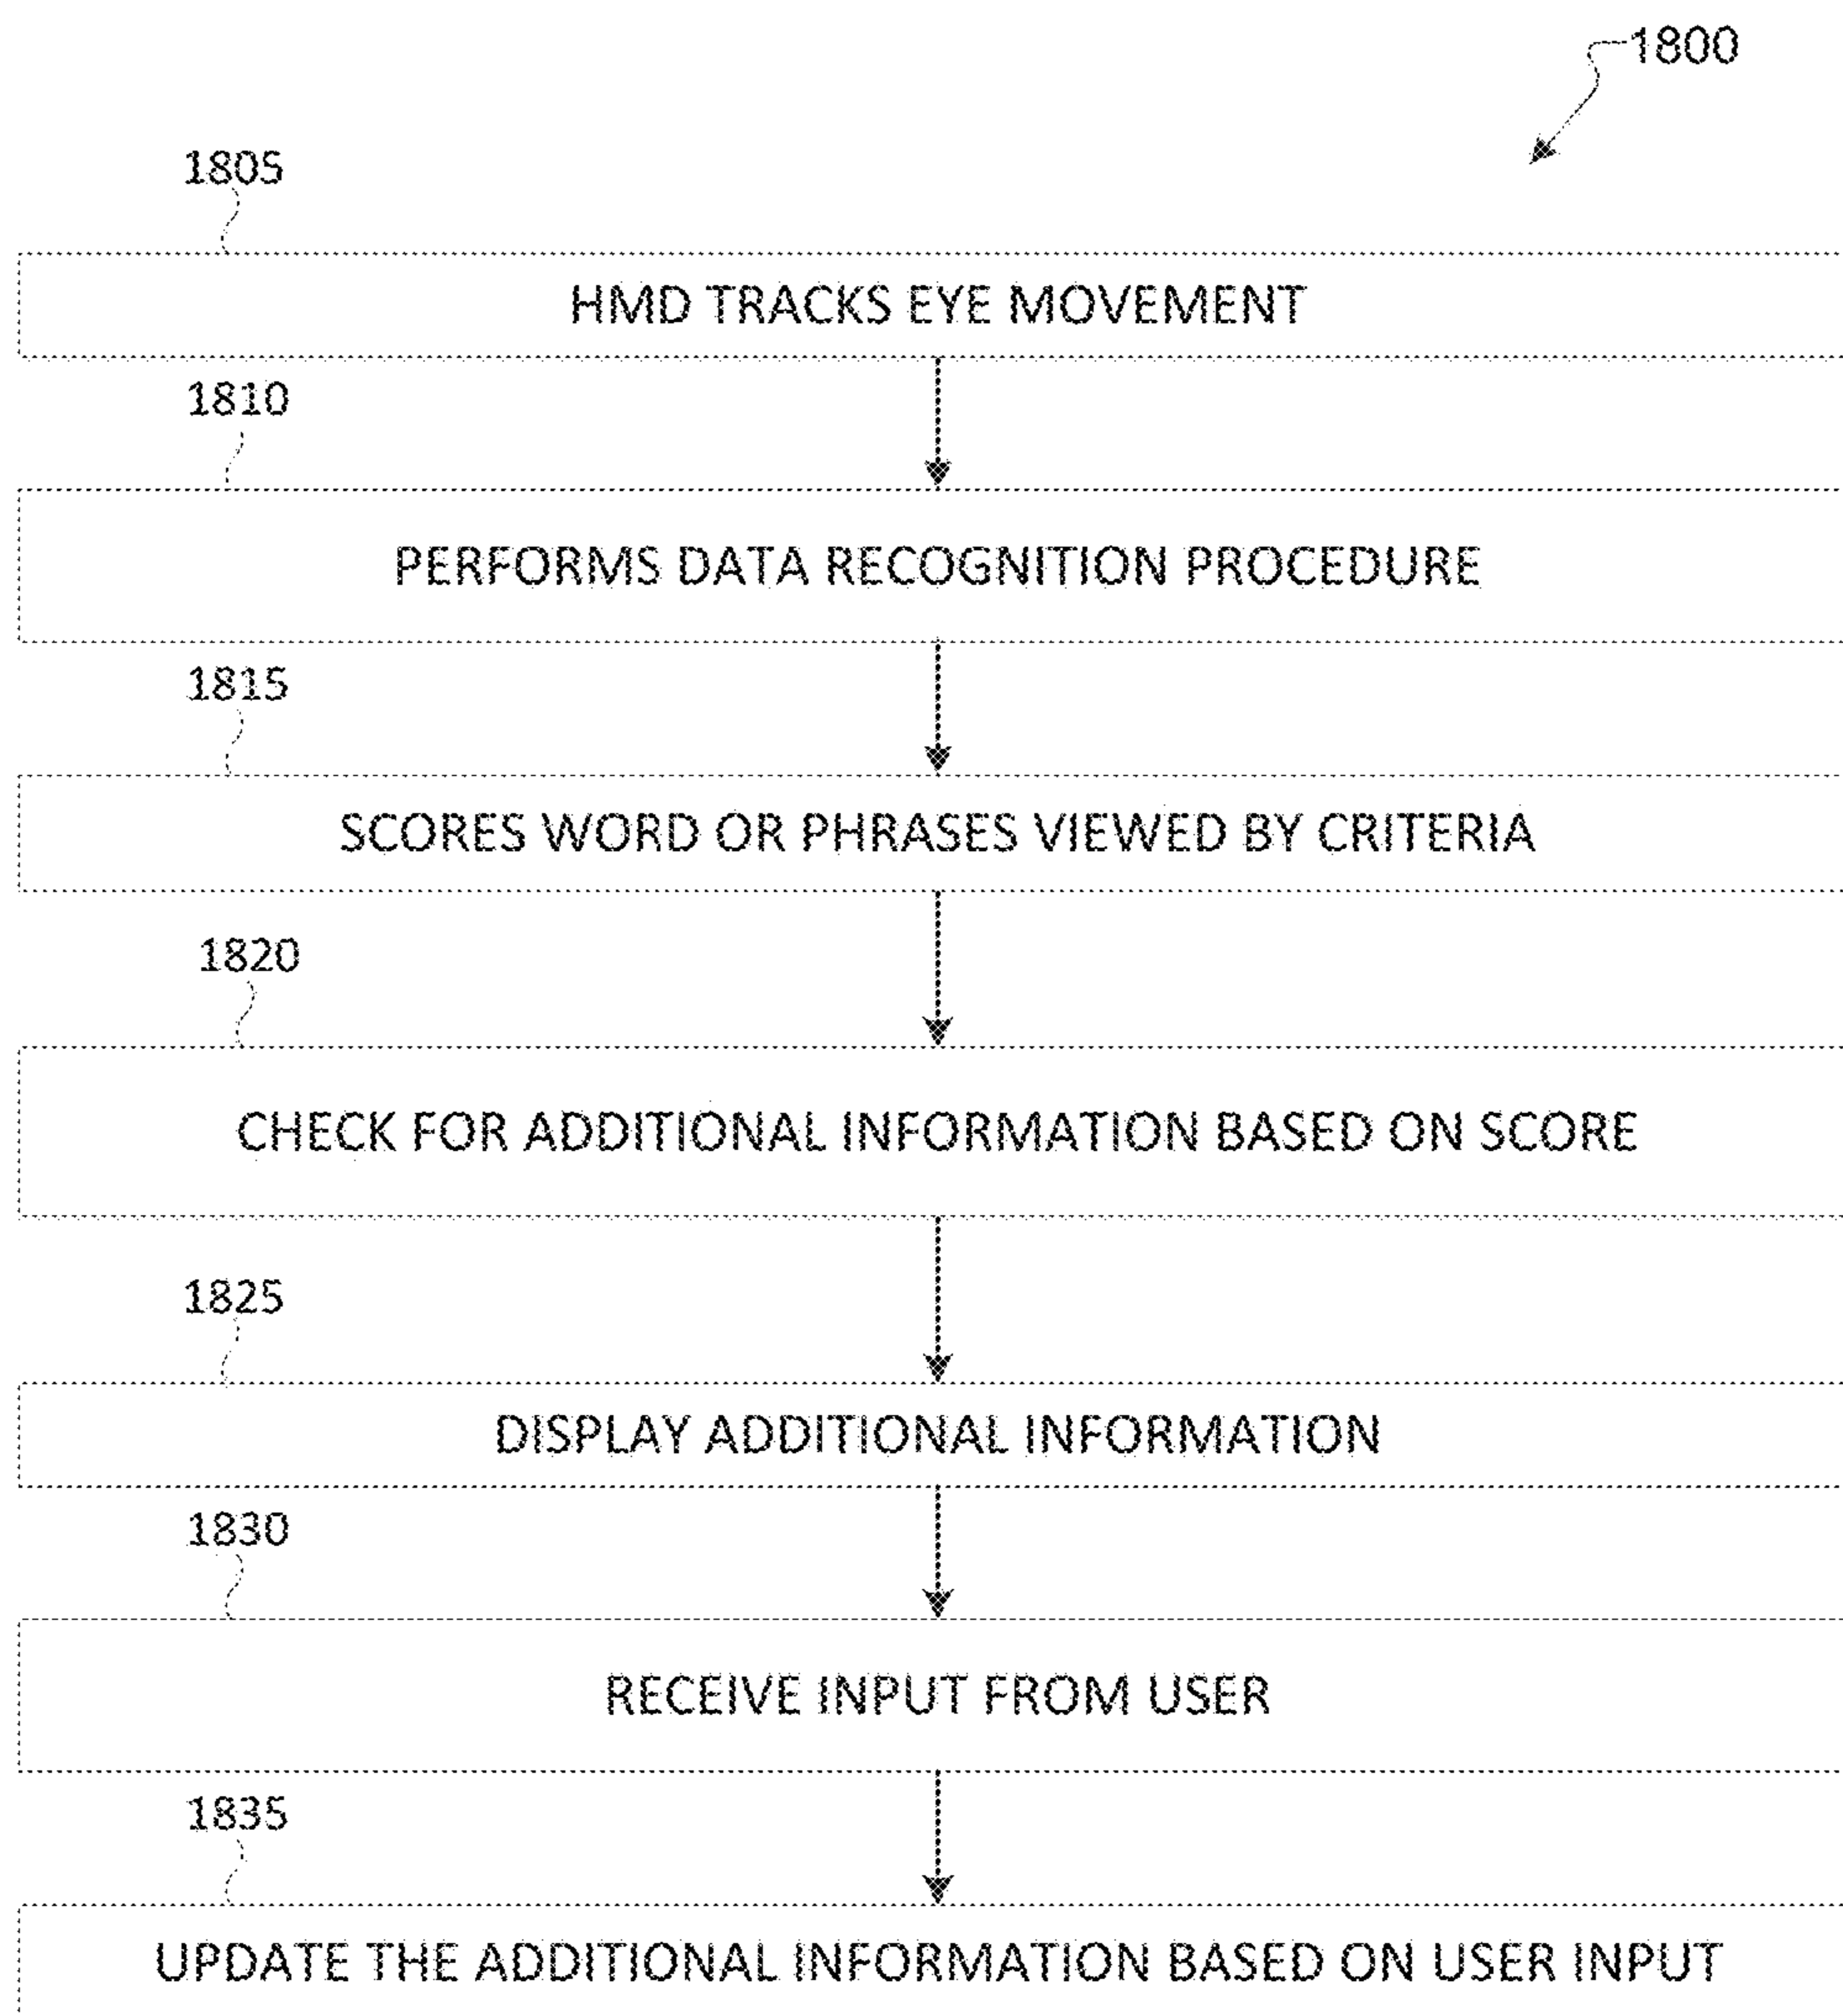 1800
1805
HMD TRACKS EYE MOVEMENT
1810
PERFORMS DATA RECOGNITION PROCEDURE
1815
SCORES WORD OR PHRASES VIEWED BY CRITERIA
1820
CHECK FOR ADDITIONAL INFORMATION BASED ON SCORE
1825
DISPLAY ADDITIONAL INFORMATION
1830
RECEIVE INPUT FROM USER
1835
UPDATE THE ADDITIONAL INFORMATION BASED ON USER INPUT